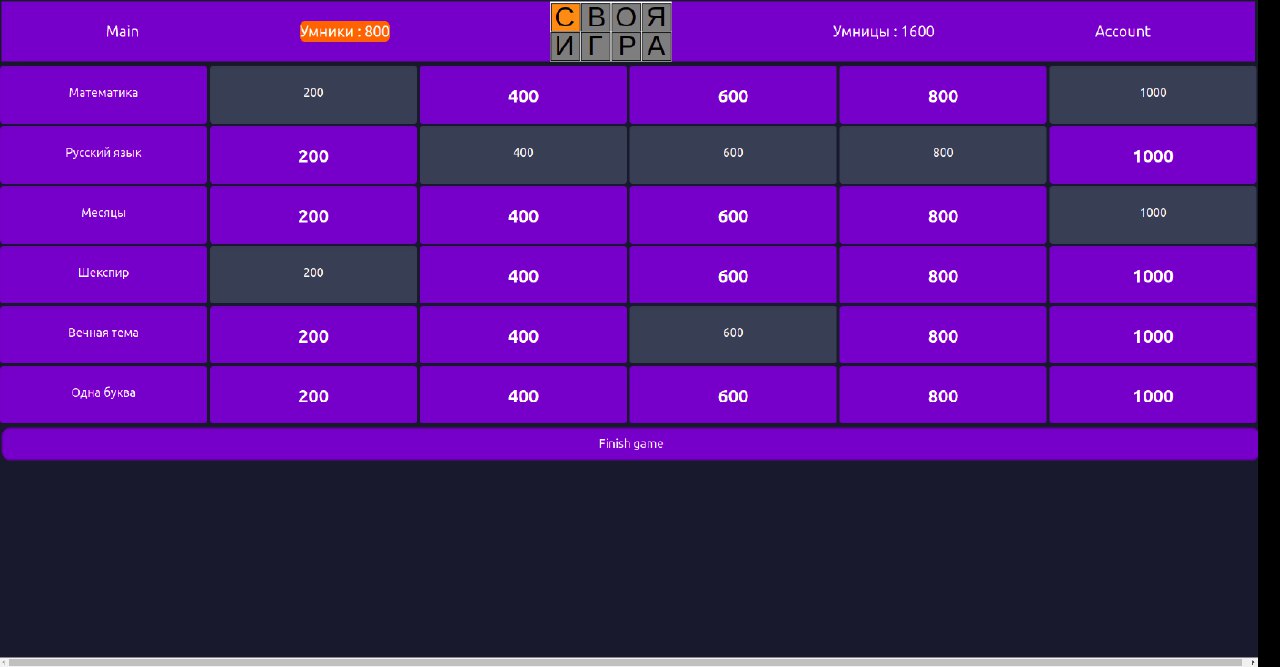 Main Умники : 800 СВОЯ ИГРА Умницы : 1600 Account
Математика 200 400 600 800 1000
Русский язык 200 400 600 800 1000
Месяцы 200 400 600 800 1000
Шекспир 200 400 600 800 1000
Вечная тема 200 400 600 800 1000
Одна буква 200 400 600 800 1000
Finish game